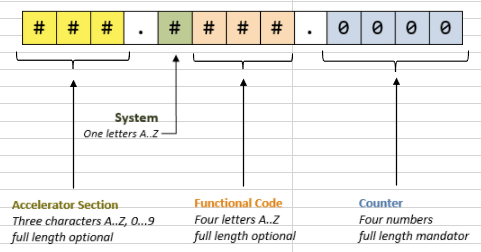 # # # . # # # # . 0 0 0 0
System
One letters A..Z
Accelerator Section
Three characters A..Z, 0...9
full length optional
Functional Code
Four letters A..Z
full length optional
Counter
Four numbers
full length mandator